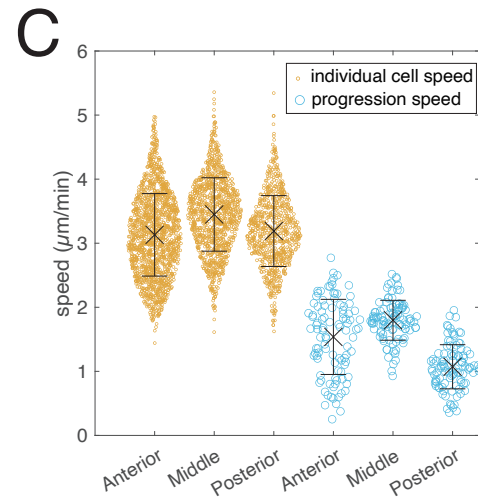 C
6
5
4
3
2
1
0
speed (µm/min)
individual cell speed
progression speed
Anterior
Middle
Posterior
Anterior
Middle
Posterior